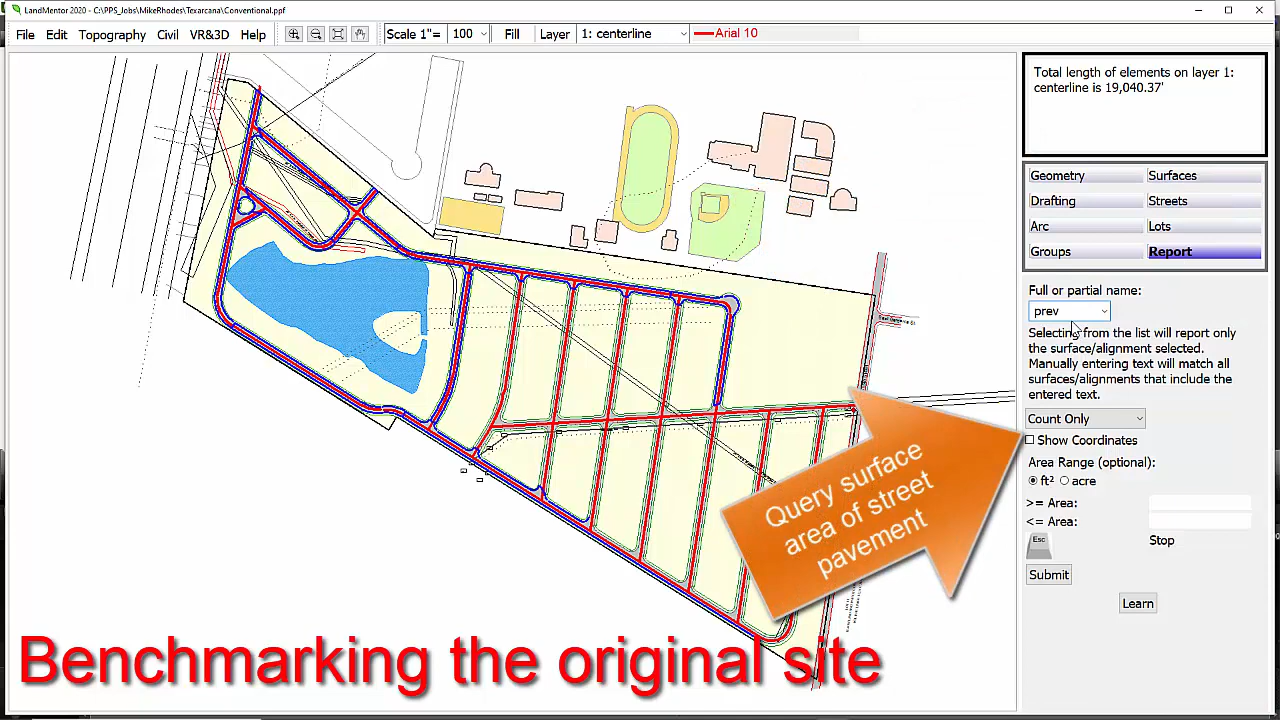 LandMentor 2020 - C:\PPS_Jobs\MikeRhodes\Texarcana\Conventional.ppf
File Edit Topography Civil VR&3D Help Scale 1"= 100 Fill Layer 1: centerline Arial 10
Total length of elements on layer 1:
centerline is 19,040.37'
Geometry Surfaces
Drafting Streets
Arc Lots
Groups Report
Full or partial name:
prev
Selecting from the list will report only
the surface/alignment selected.
Manually entering text will match all
surfaces/alignments that include the
entered text.
Count Only
Show Coordinates
Area Range (optional):
ft² acre
>= Area:
<= Area:
Esc Stop
Submit
Learn
Query surface
area of street
pavement
Benchmarking the original site